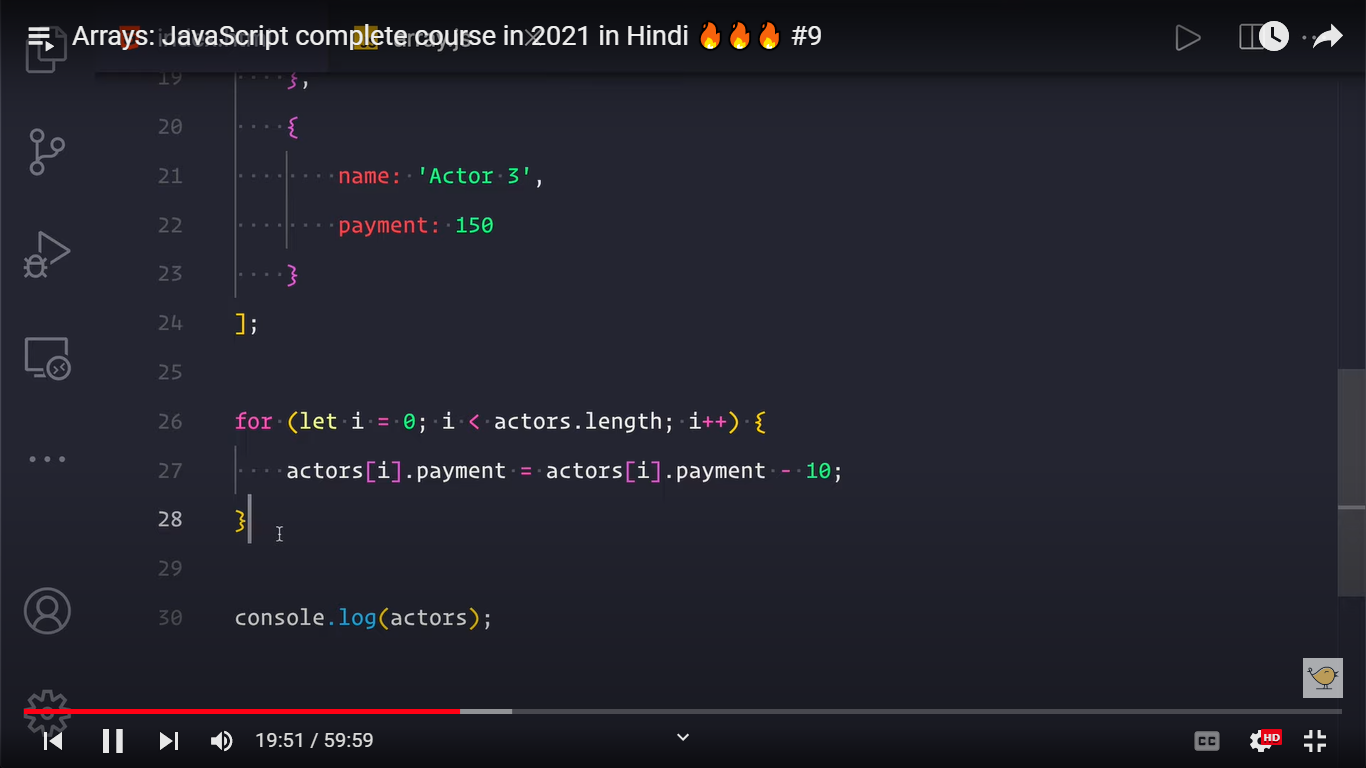 Arrays: JavaScript complete course in 2021 in Hindi 🔥🔥🔥 #9
19 },
20 {
21 name: 'Actor 3',
22 payment: 150
23 }
24 ];
25
26 for (let i = 0; i < actors.length; i++) {
27 actors[i].payment = actors[i].payment - 10;
28 }
29
30 console.log(actors);
19:51 / 59:59
CC
HD